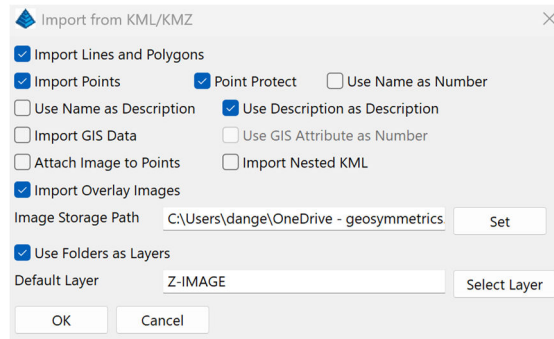 Import from KML/KMZ
Import Lines and Polygons
Import Points Point Protect Use Name as Number
Use Name as Description Use Description as Description
Import GIS Data Use GIS Attribute as Number
Attach Image to Points Import Nested KML
Import Overlay Images
Image Storage Path C:\Users\dange\OneDrive - geosymmetrics. Set
Use Folders as Layers
Default Layer Z-IMAGE Select Layer
OK Cancel